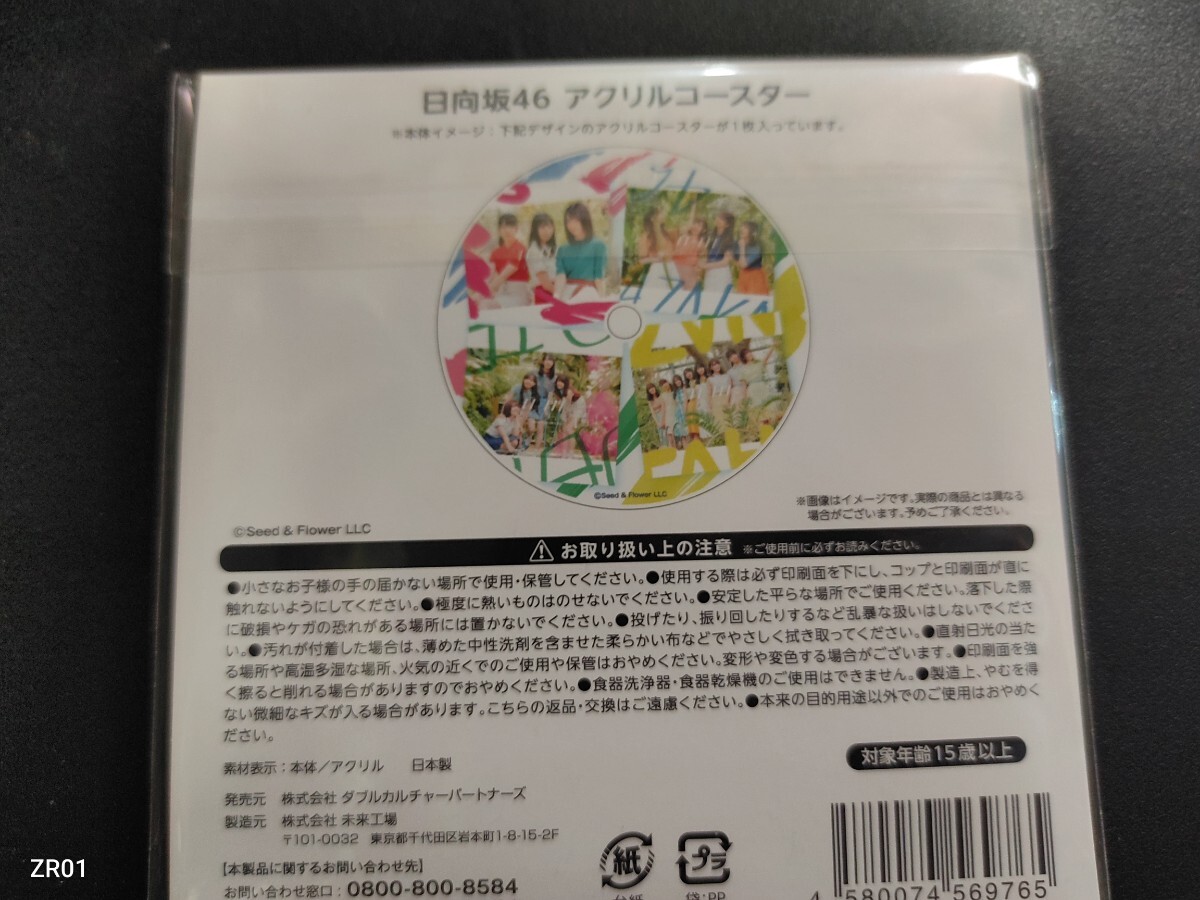 日向坂46 アクリルコースター
※本体イメージ：下記デザインのアクリルコースターが1枚入っています。
©Seed & Flower LLC
※画像はイメージです。実際の商品とは異なる
場合がございます。予めご了承ください。
©Seed & Flower LLC
お取り扱い上の注意 ※ご使用前に必ずお読みください。
●小さなお子様の手の届かない場所で使用・保管してください。●使用する際は必ず印刷面を下にし、コップと印刷面が直に
触れないようにしてください。●極度に熱いものはのせないでください。●安定した平らな場所でご使用ください。落下した際
に破損やケガの恐れがある場所には置かないでください。●投げたり、振り回したりするなど乱暴な扱いはしないでくださ
い。●汚れが付着した場合は、薄めた中性洗剤を含ませた柔らかい布などでやさしく拭き取ってください。●直射日光の当た
る場所や高温多湿な場所、火気の近くでのご使用や保管はおやめください。変形や変色する場合がございます。●印刷面を強
く擦ると削れる場合がありますのでおやめください。●食器洗浄器・食器乾燥機のご使用はできません。●製造上、やむを得
ない微細なキズが入る場合があります。こちらの返品・交換はご遠慮ください。●本来の目的用途以外でのご使用はおやめく
ださい。
対象年齢15歳以上
素材表示：本体／アクリル 日本製
発売元 株式会社 ダブルカルチャーパートナーズ
製造元 株式会社 未来工場
〒101-0032 東京都千代田区岩本町1-8-15-2F
【本製品に関するお問い合わせ先】
お問い合わせ窓口：0800-800-8584
紙
プラ
台紙
袋:PP
4 580074 569765
ZR01